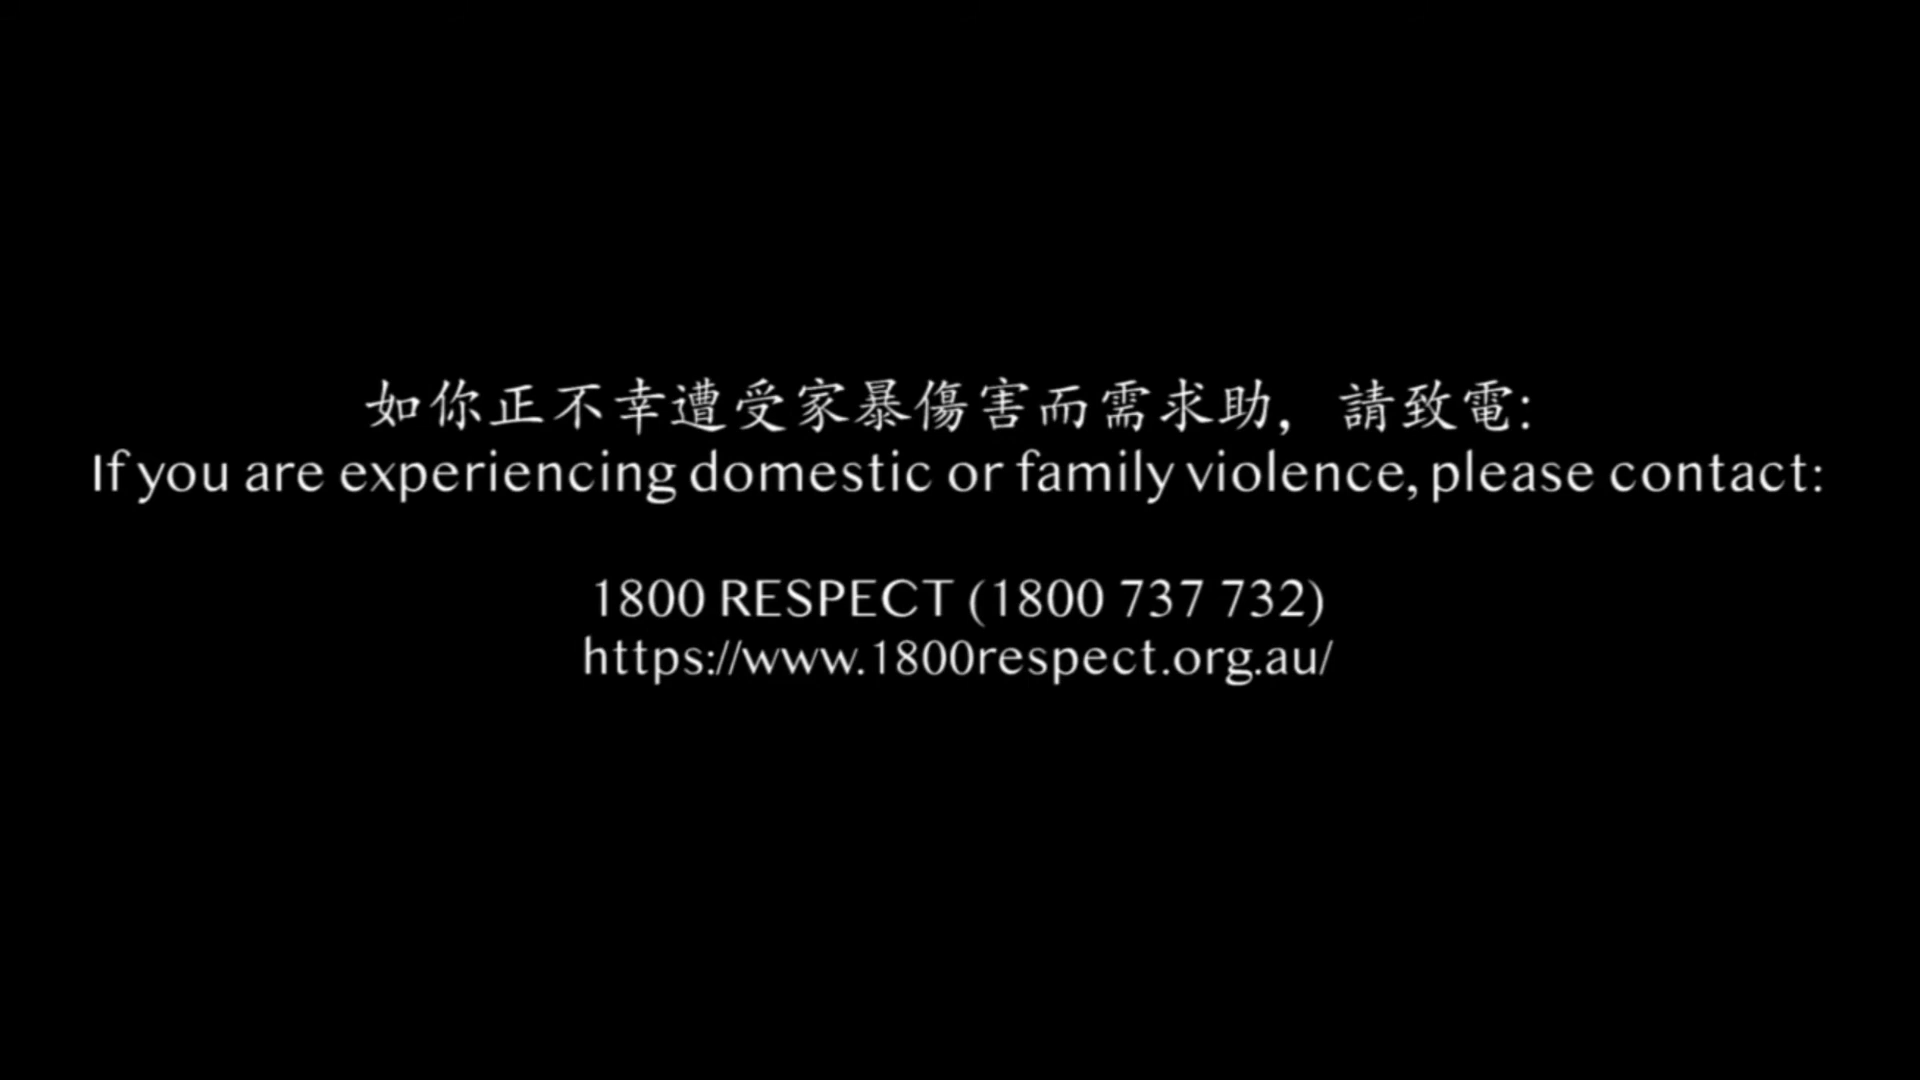 如你正不幸遭受家暴傷害而需求助，請致電:
If you are experiencing domestic or family violence, please contact:
1800 RESPECT (1800 737 732)
https://www.1800respect.org.au/